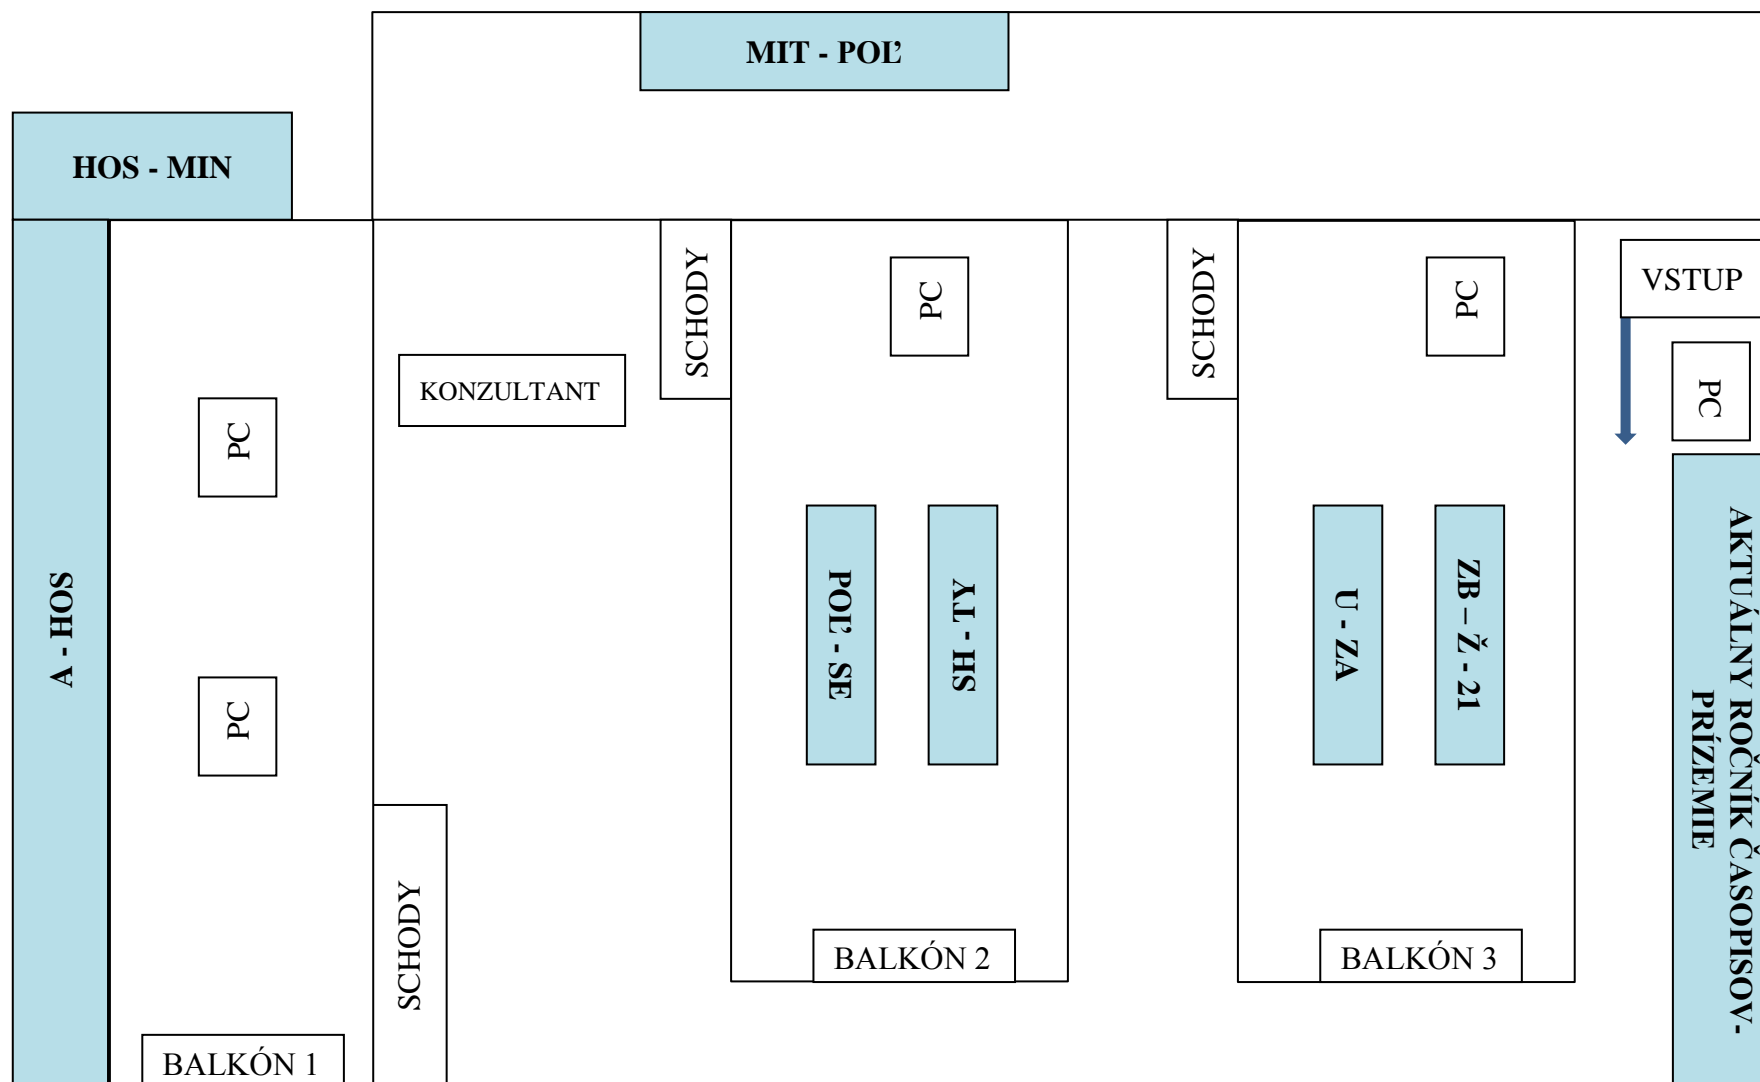 MIT - POĽ
HOS - MIN
SCHODY
PC
SCHODY
PC
VSTUP
KONZULTANT
PC
PC
A - HOS
POĽ - SE
SH - TY
U - ZA
ZB – Ž - 21
AKTUÁLNY ROČNÍK ČASOPISOV-
PRÍZEMIE
PC
SCHODY
BALKÓN 2
BALKÓN 3
BALKÓN 1